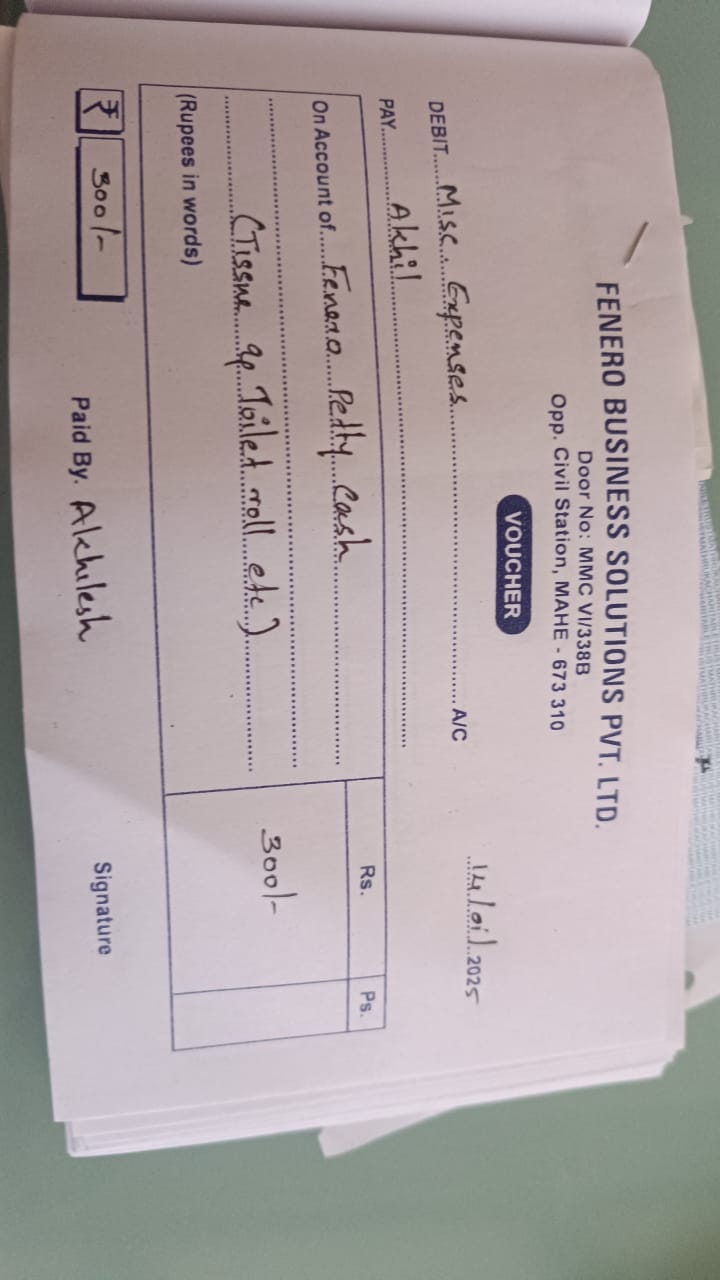 FENERO BUSINESS SOLUTIONS PVT. LTD.
Door No: MMC VI/338B
Opp. Civil Station, MAHE - 673 310
VOUCHER
14/01/2025
DEBIT Misc. Expenses A/C
PAY Akhil
Rs. Ps.
On Account of Fenero Petty Cash
(Tissue Toilet roll etc.) 300/-
(Rupees in words)
₹ 300/- Paid By. Akhilesh Signature